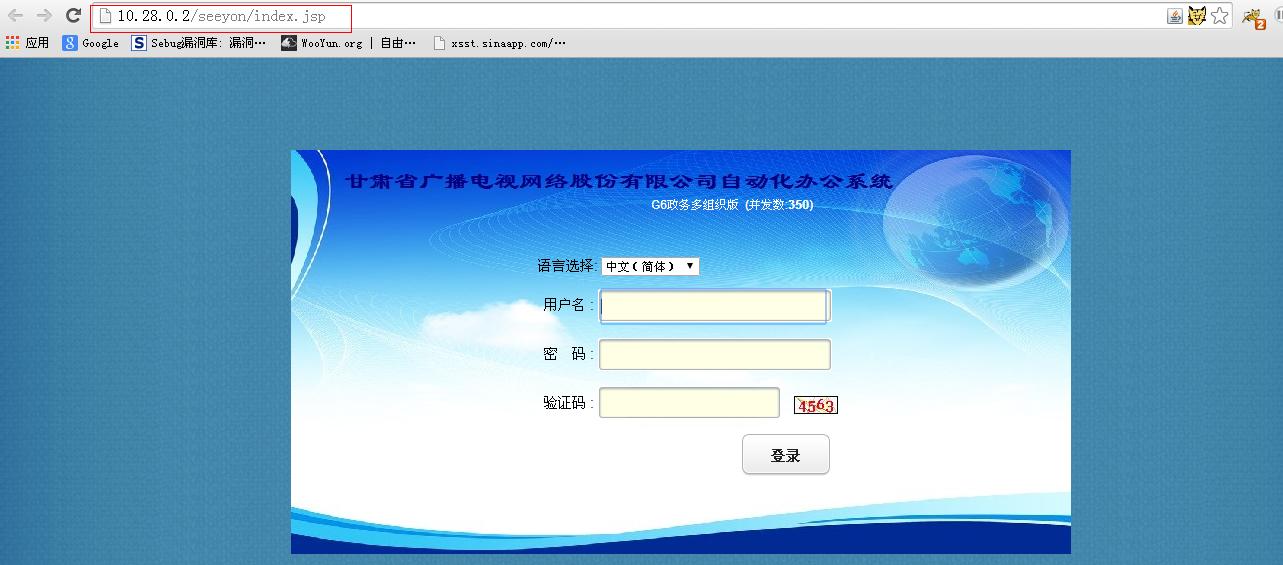 10.28.0.2/seeyon/index.jsp
2
应用 Google Sebug漏洞库: 漏洞… WooYun.org | 自由… xsst.sinaapp.com/…
甘肃省广播电视网络股份有限公司自动化办公系统
G6政务多组织版 (并发数:350)
语言选择: 中文(简体)
用户名:
密 码:
验证码: 4563
登录